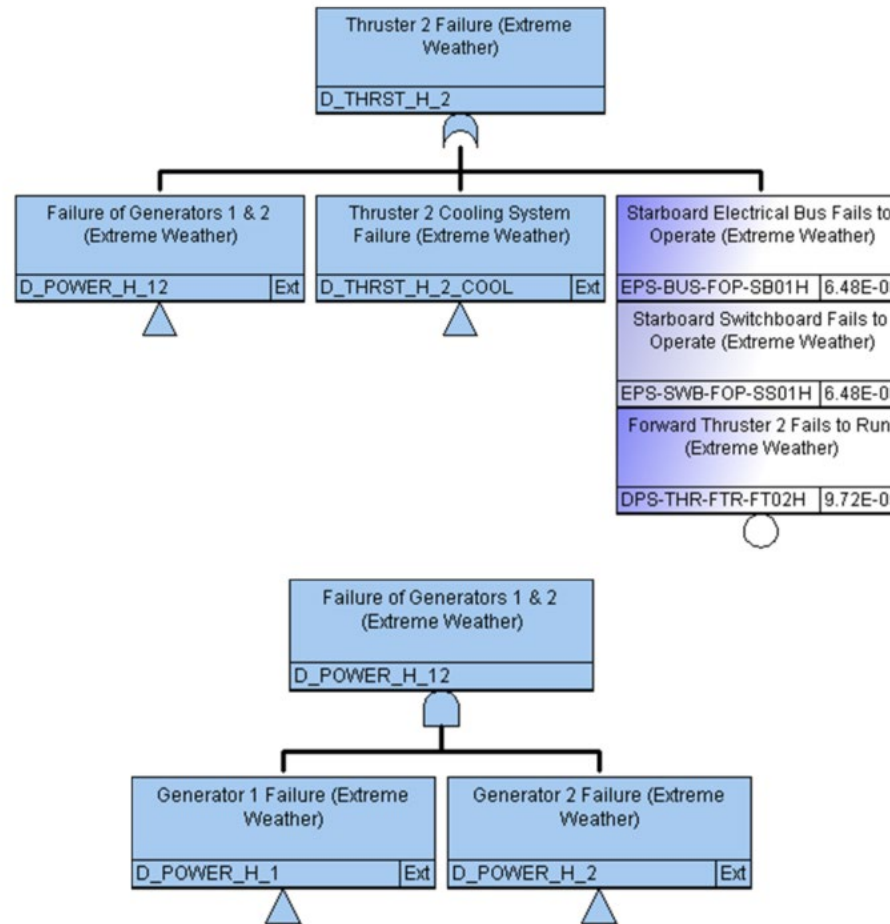 Thruster 2 Failure (Extreme
Weather)
D_THRST_H_2
Failure of Generators 1 & 2
(Extreme Weather)
D_POWER_H_12 Ext
Thruster 2 Cooling System
Failure (Extreme Weather)
D_THRST_H_2_COOL Ext
Starboard Electrical Bus Fails to
Operate (Extreme Weather)
EPS-BUS-FOP-SB01H
Starboard Switchboard Fails to
Operate (Extreme Weather)
EPS-SWB-FOP-SS01H
Forward Thruster 2 Fails to Run
(Extreme Weather)
DPS-THR-FTR-FT02H
Failure of Generators 1 & 2
(Extreme Weather)
D_POWER_H_12
Generator 1 Failure (Extreme
Weather)
D_POWER_H_1 Ext
Generator 2 Failure (Extreme
Weather)
D_POWER_H_2 Ext